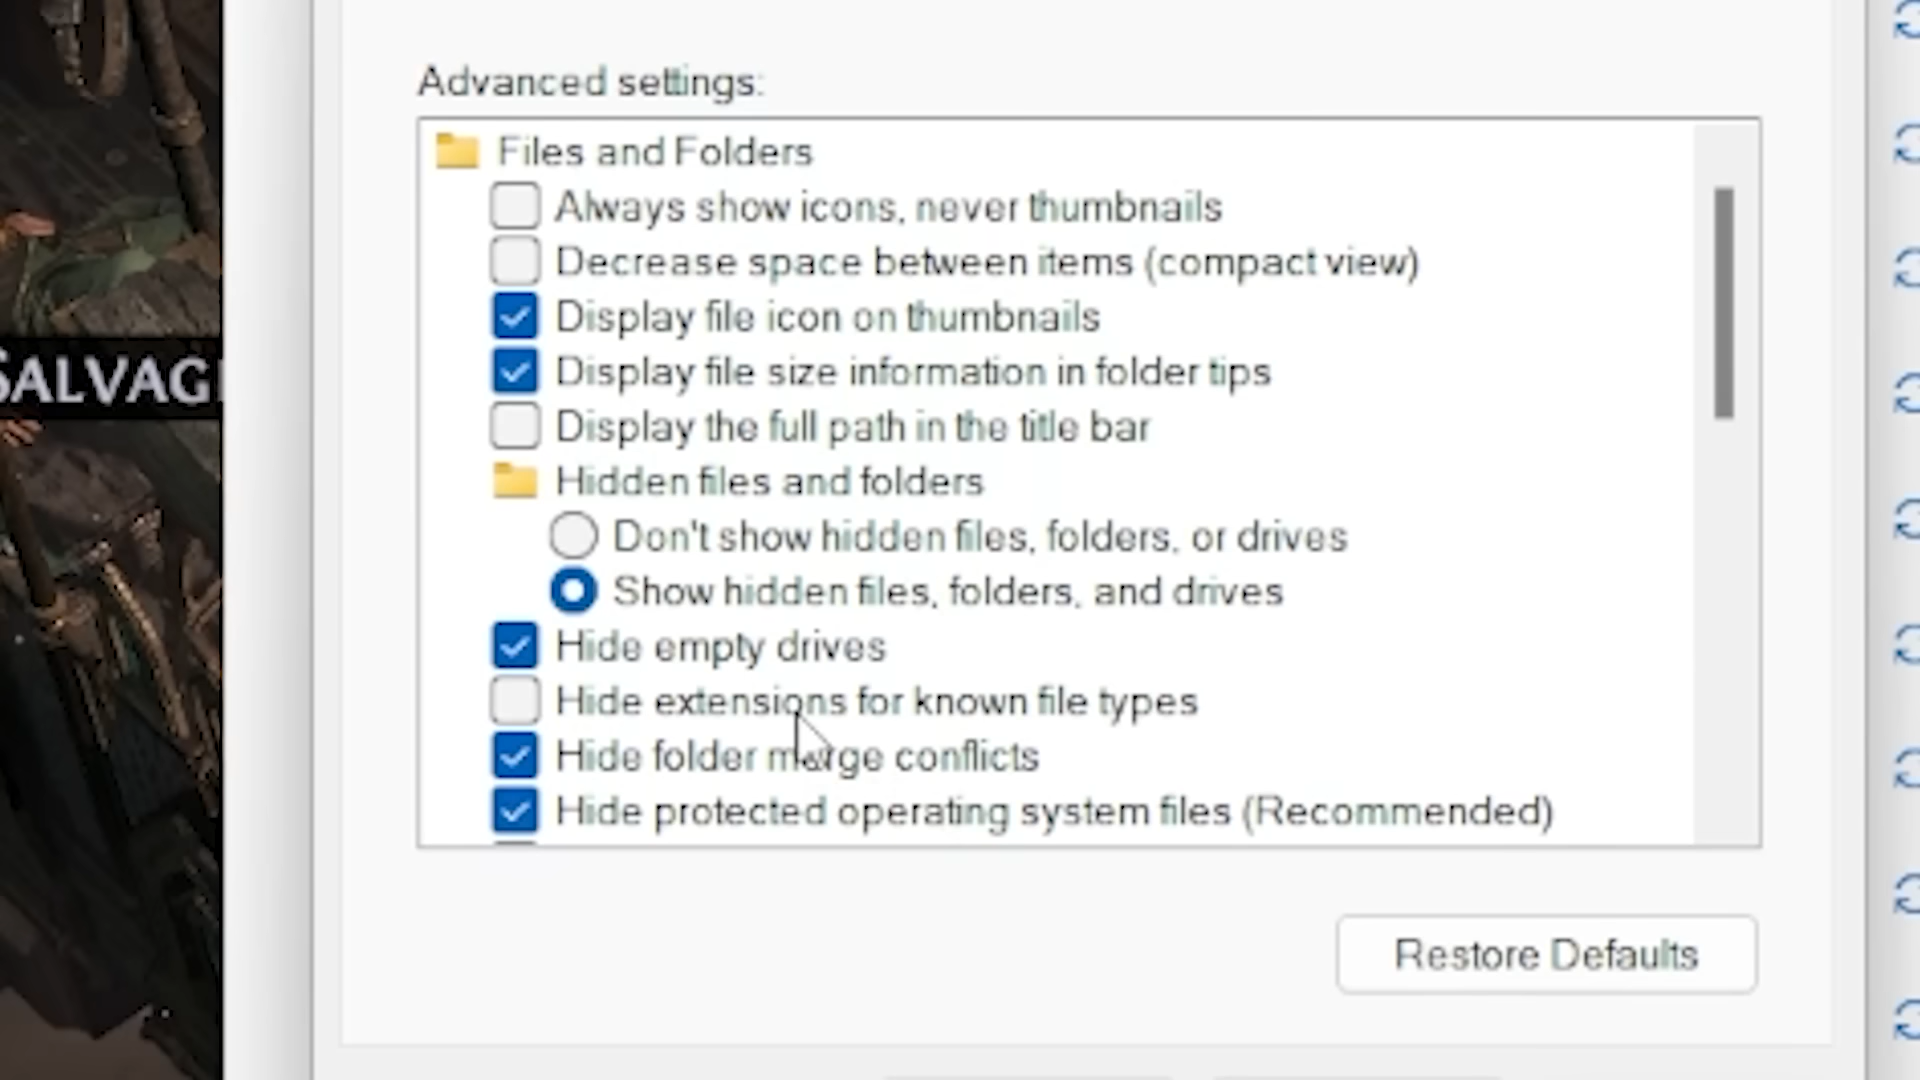 Advanced settings:
Files and Folders
Always show icons, never thumbnails
Decrease space between items (compact view)
Display file icon on thumbnails
Display file size information in folder tips
Display the full path in the title bar
Hidden files and folders
Don't show hidden files, folders, or drives
Show hidden files, folders, and drives
Hide empty drives
Hide extensions for known file types
Hide folder merge conflicts
Hide protected operating system files (Recommended)
SALVAG
Restore Defaults